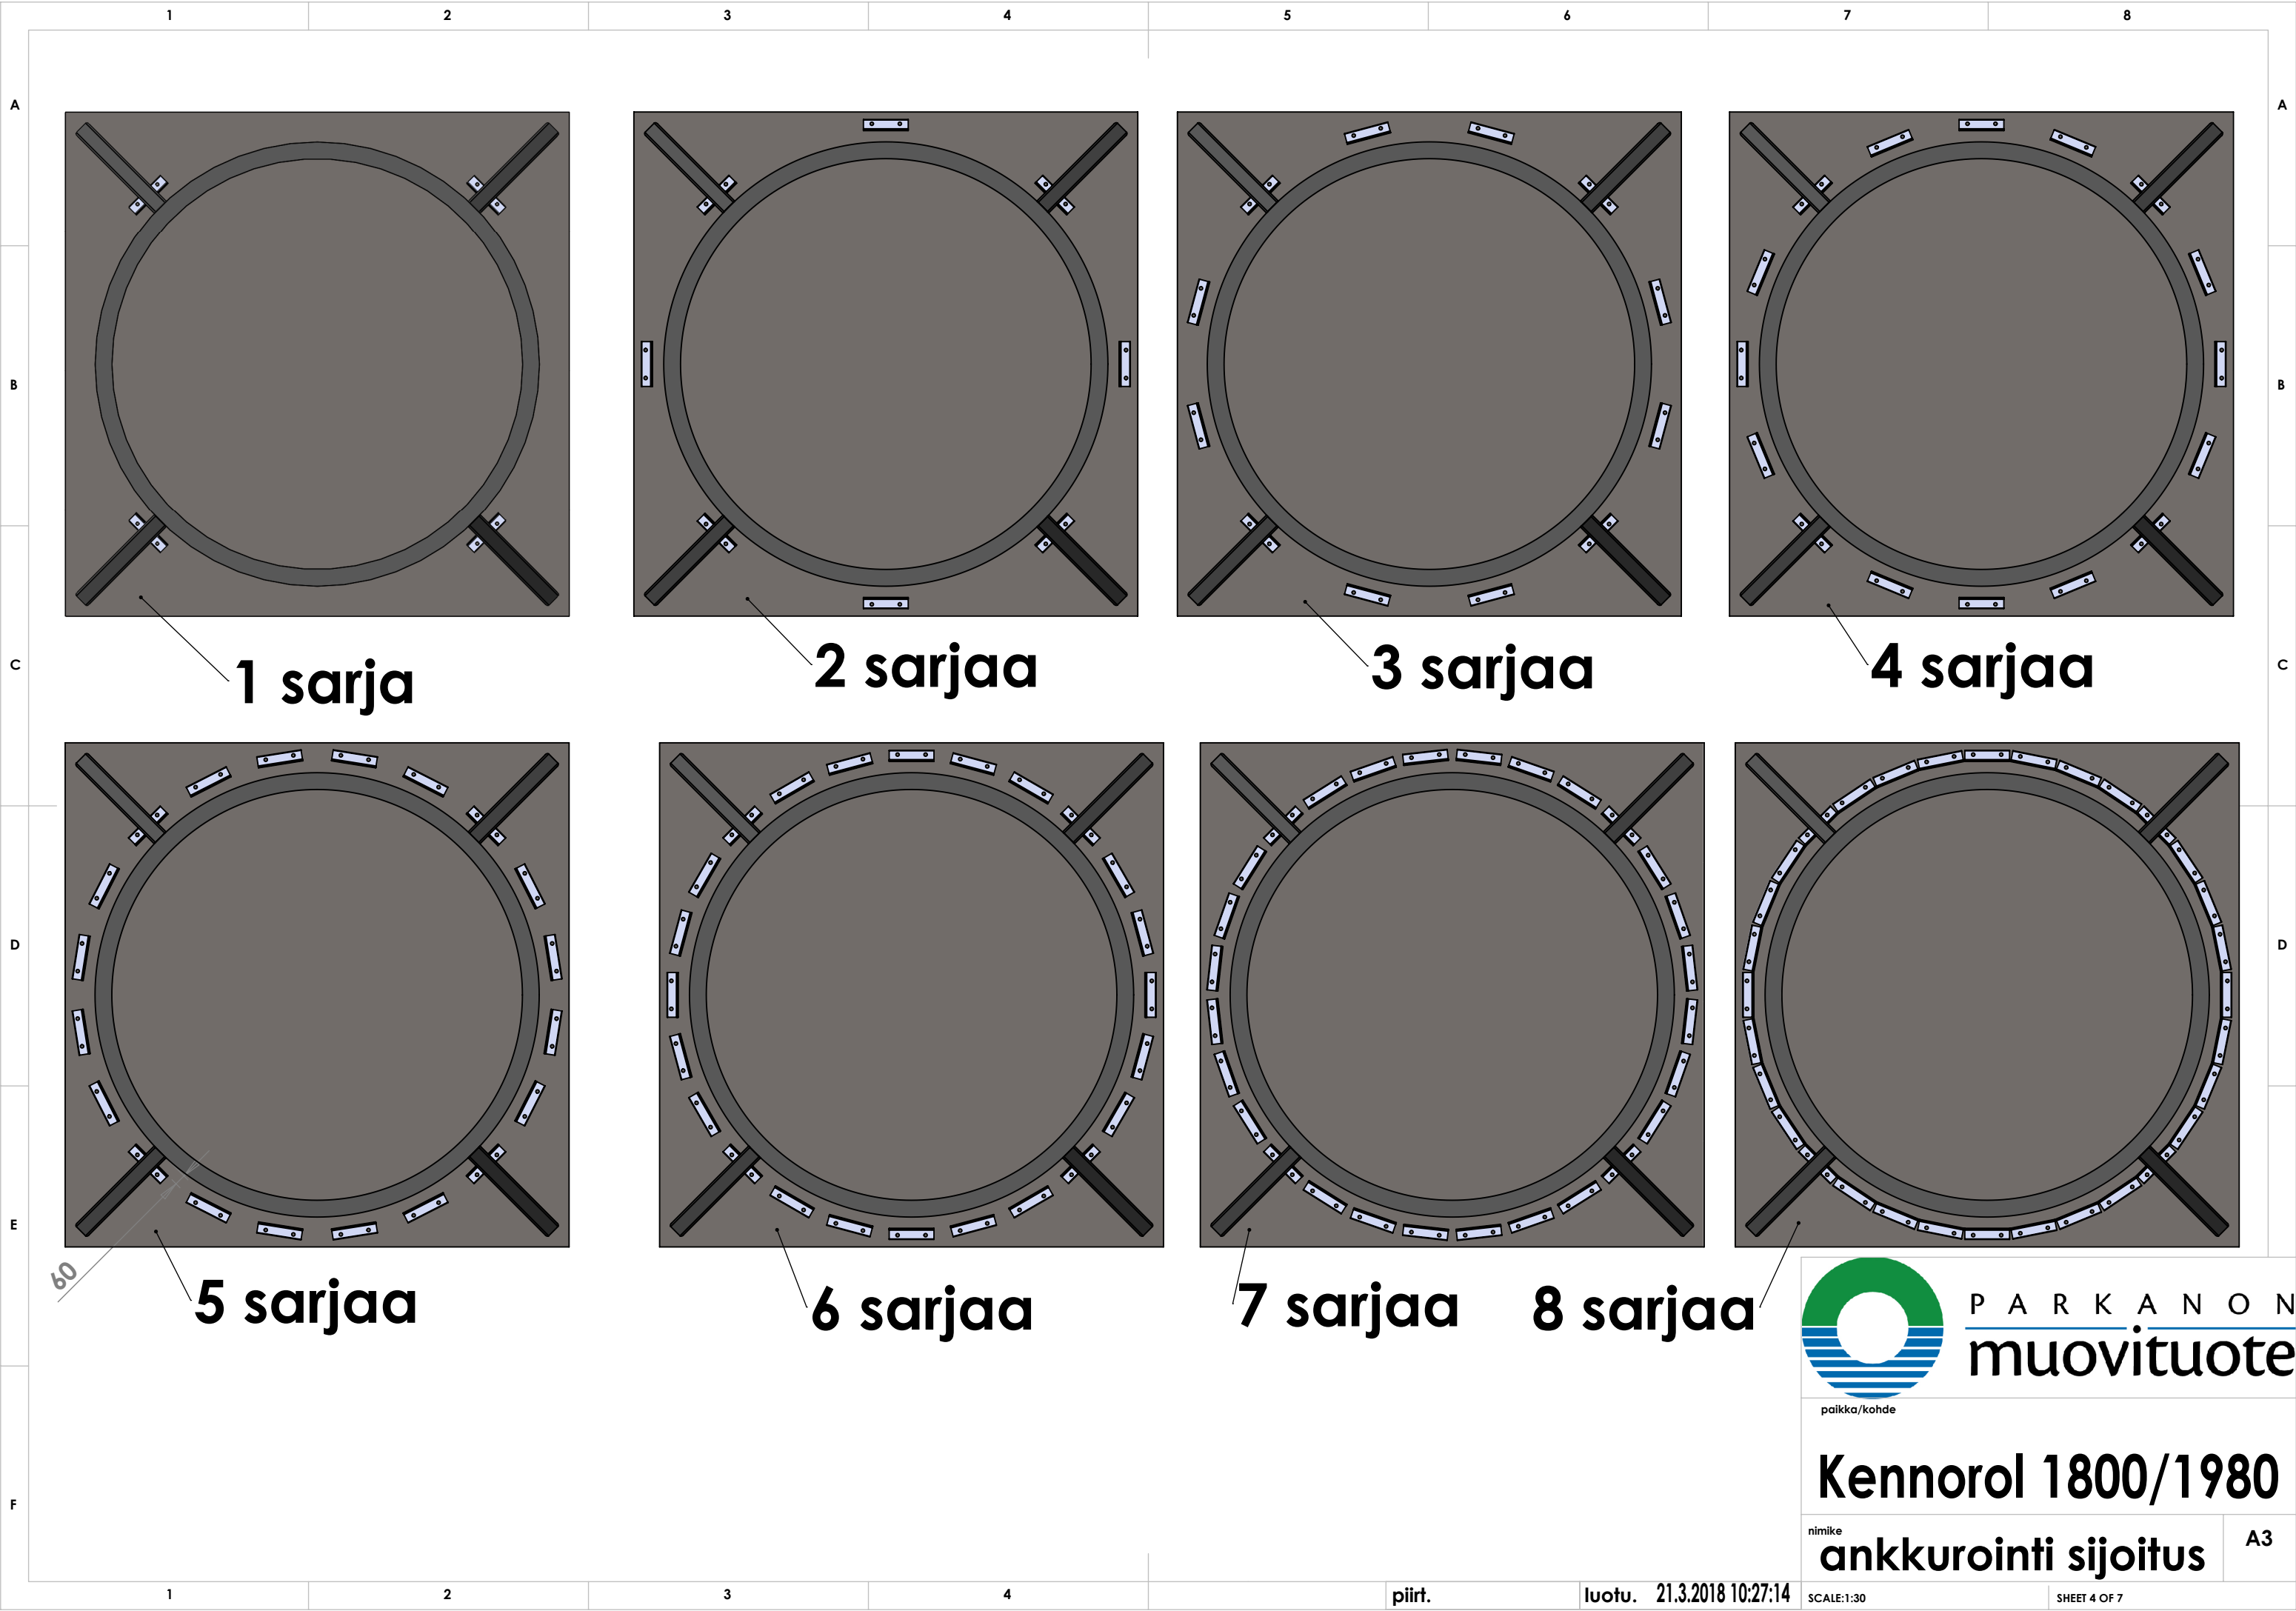 1 2 3 4 5 6 7 8
A A
B B
C C
1 sarja
2 sarjaa
3 sarjaa
4 sarjaa
D D
E
60
5 sarjaa
6 sarjaa
7 sarjaa
8 sarjaa
PARKANON
muovituote
paikka/kohde
Kennorol 1800/1980
F
nimike
ankkurointi sijoitus
A3
1 2 3 4
piirt.
luotu. 21.3.2018 10:27:14
SCALE:1:30
SHEET 4 OF 7